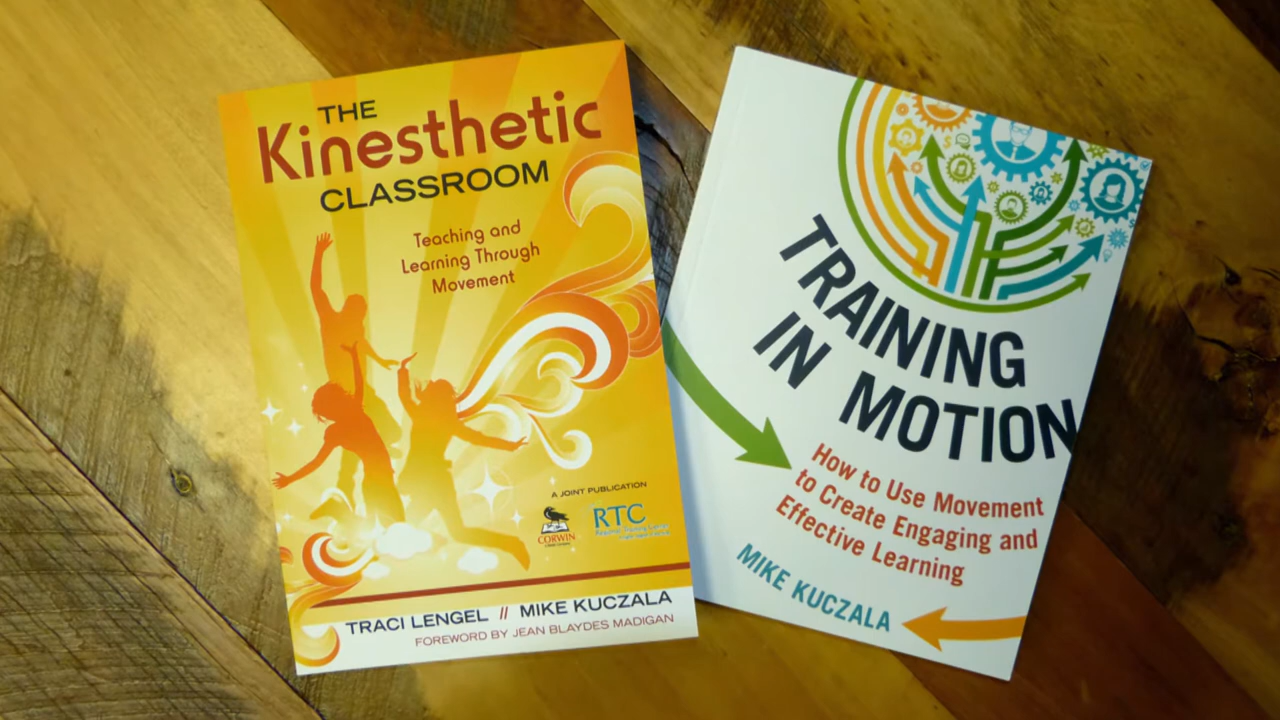 THE
Kinesthetic
CLASSROOM
Teaching and
Learning Through
Movement
A JOINT PUBLICATION
CORWIN
RTC
TRACI LENGEL // MIKE KUCZALA
FOREWORD BY JEAN BLAYDES MADIGAN
TRAINING
IN MOTION
How to Use Movement
to Create Engaging and
Effective Learning
MIKE KUCZALA